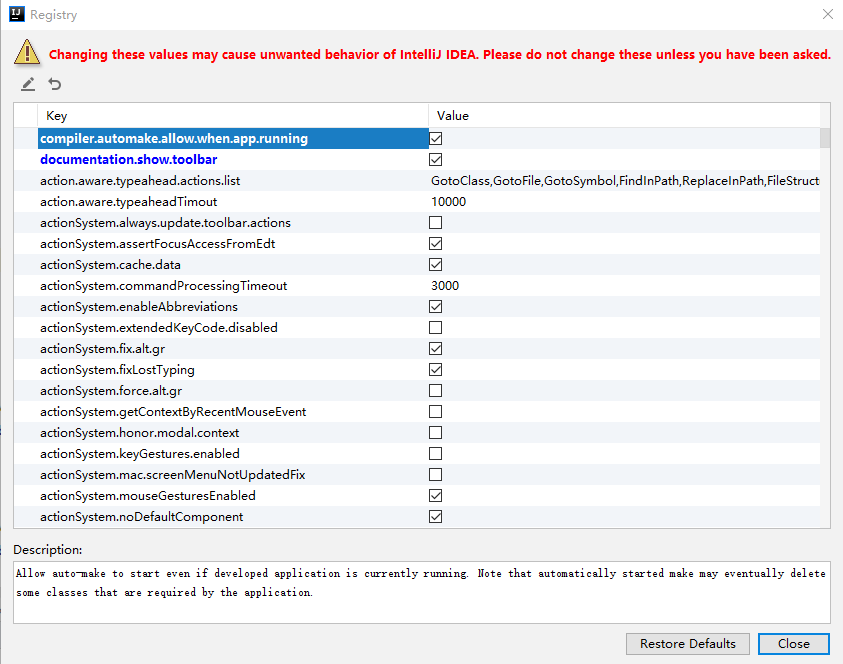 IJ Registry
Changing these values may cause unwanted behavior of IntelliJ IDEA. Please do not change these unless you have been asked.
Key Value
compiler.automake.allow.when.app.running
documentation.show.toolbar
action.aware.typeahead.actions.list GotoClass,GotoFile,GotoSymbol,FindInPath,ReplaceInPath,FileStruct
action.aware.typeaheadTimout 10000
actionSystem.always.update.toolbar.actions
actionSystem.assertFocusAccessFromEdt
actionSystem.cache.data
actionSystem.commandProcessingTimeout 3000
actionSystem.enableAbbreviations
actionSystem.extendedKeyCode.disabled
actionSystem.fix.alt.gr
actionSystem.fixLostTyping
actionSystem.force.alt.gr
actionSystem.getContextByRecentMouseEvent
actionSystem.honor.modal.context
actionSystem.keyGestures.enabled
actionSystem.mac.screenMenuNotUpdatedFix
actionSystem.mouseGesturesEnabled
actionSystem.noDefaultComponent
Description:
Allow auto-make to start even if developed application is currently running. Note that automatically started make may eventually delete
some classes that are required by the application.
Restore Defaults Close